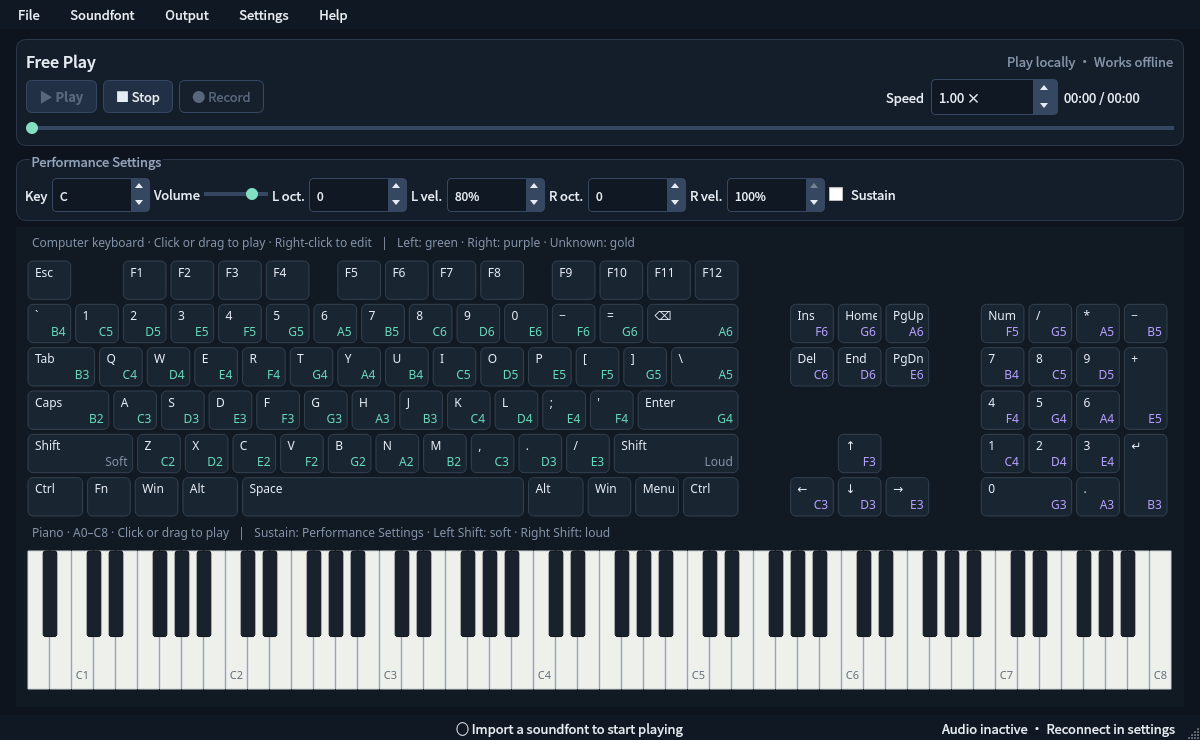 File Soundfont Output Settings Help
Free Play Play locally • Works offline
Play Stop Record Speed 1.00 × 00:00 / 00:00
Performance Settings
Key C Volume L oct. 0 L vel. 80% R oct. 0 R vel. 100% Sustain
Computer keyboard · Click or drag to play · Right-click to edit | Left: green · Right: purple · Unknown: gold
Esc F1 F2 F3 F4 F5 F6 F7 F8 F9 F10 F11 F12
` 1 2 3 4 5 6 7 8 9 0 − = ⌫ Ins Home PgUp Num / * −
B4 C5 D5 E5 F5 G5 A5 B5 C6 D6 E6 F6 G6 A6 F6 G6 A6 F5 G5 A5 B5
Tab Q W E R T Y U I O P [ ] \ Del End PgDn 7 8 9 +
B3 C4 D4 E4 F4 G4 A4 B4 C5 D5 E5 F5 G5 A5 C6 D6 E6 B4 C5 D5
Caps A S D F G H J K L ; ' Enter 4 5 6
B2 C3 D3 E3 F3 G3 A3 B3 C4 D4 E4 F4 G4 F4 G4 A4 E5
Shift Z X C V B N M , . / Shift ↑ 1 2 3 ↵
Soft C2 D2 E2 F2 G2 A2 B2 C3 D3 E3 Loud F3 C4 D4 E4
Ctrl Fn Win Alt Space Alt Win Menu Ctrl ← ↓ → 0 .
C3 D3 E3 G3 A3 B3
Piano · A0–C8 · Click or drag to play | Sustain: Performance Settings · Left Shift: soft · Right Shift: loud
C1 C2 C3 C4 C5 C6 C7 C8
Import a soundfont to start playing Audio inactive • Reconnect in settings